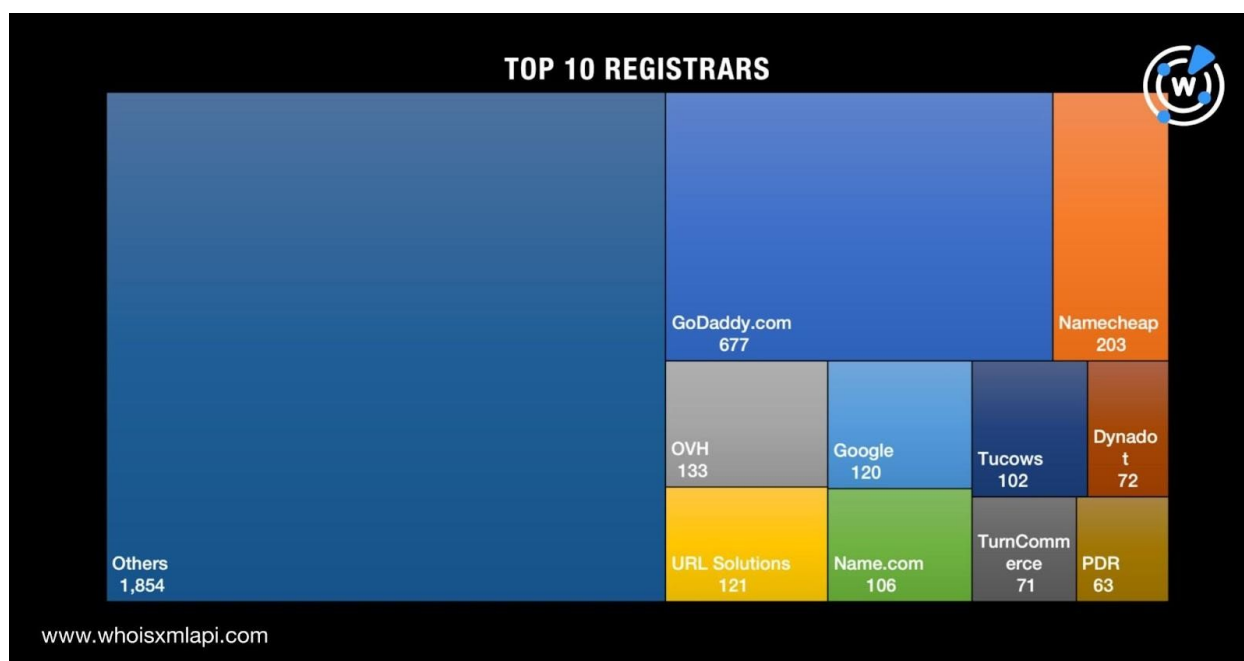 TOP 10 REGISTRARS
W
GoDaddy.com
677
Namecheap
203
OVH
133
Google
120
Tucows
102
Dynado
t
72
Others
1,854
URL Solutions
121
Name.com
106
TurnComm
erce
71
PDR
63
www.whoisxmlapi.com